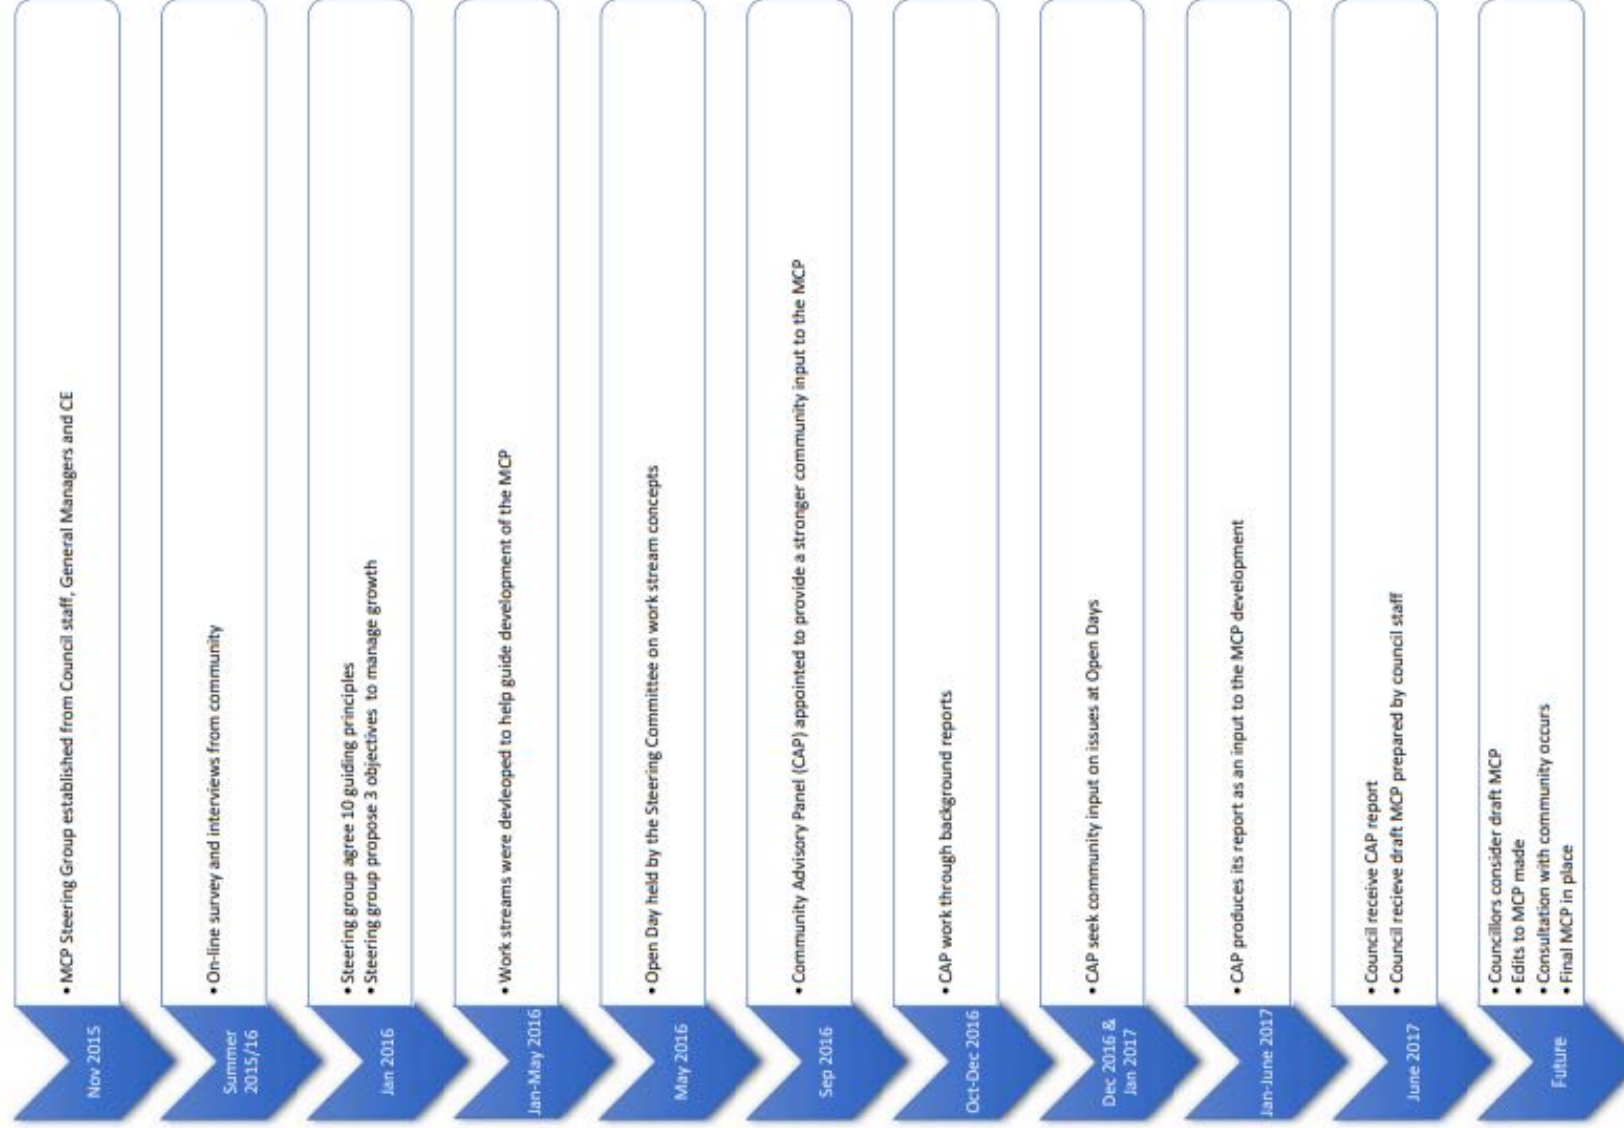 Nov 2015
• MCP Steering Group established from Council staff, General Managers and CE
Summer
2015/16
• On-line survey and interviews from community
Jan 2016
• Steering group agree 10 guiding principles
• Steering group propose 3 objectives to manage growth
Jan-May 2016
• Work streams were devleoped to help guide development of the MCP
May 2016
• Open Day held by the Steering Committee on work stream concepts
Sep 2016
• Community Advisory Panel (CAP) appointed to provide a stronger community input to the MCP
Oct-Dec 2016
• CAP work through background reports
Dec 2016 &
Jan 2017
• CAP seek community input on issues at Open Days
Jan-June 2017
• CAP produces its report as an input to the MCP development
June 2017
• Council receive CAP report
• Council recieve draft MCP prepared by council staff
Future
• Councillors consider draft MCP
• Edits to MCP made
• Consultation with community occurs
• Final MCP in place